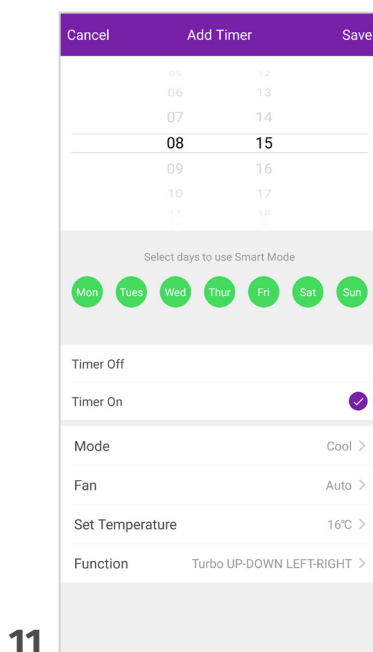 Cancel Add Timer Save
05 12
06 13
07 14
08 15
09 16
10 17
11 18
Select days to use Smart Mode
Mon Tues Wed Thur Fri Sat Sun
Timer Off
Timer On
Mode Cool >
Fan Auto >
Set Temperature 16℃ >
Function Turbo UP-DOWN LEFT-RIGHT >
11